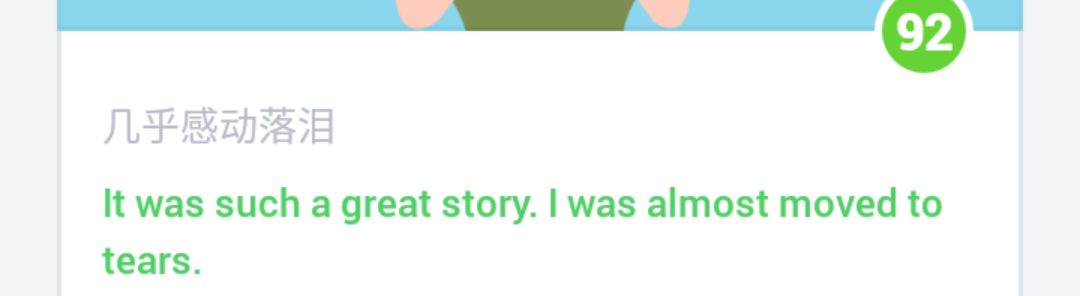 92
几乎感动落泪
It was such a great story. I was almost moved to
tears.